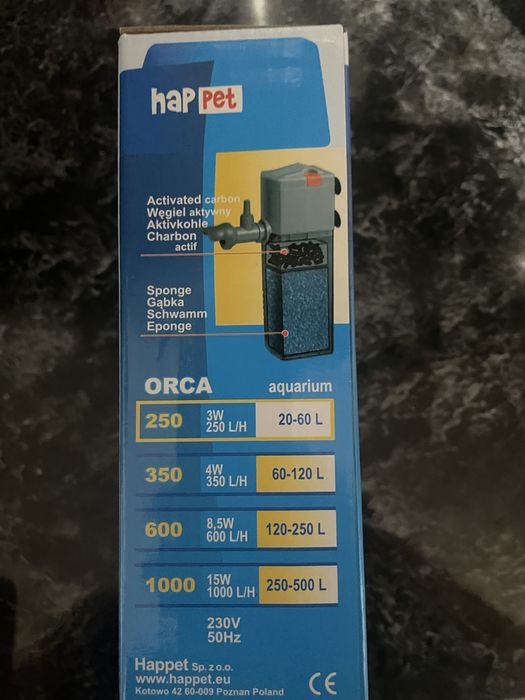 hap pet
Activated carbon
Węgiel aktywny
Aktivkohle
Charbon
actif
Sponge
Gąbka
Schwamm
Eponge
ORCA aquarium
250 3W 250 L/H 20-60 L
350 4W 350 L/H 60-120 L
600 8,5W 600 L/H 120-250 L
1000 15W 1000 L/H 250-500 L
230V
50Hz
Happet Sp. z o.o.
www.happet.eu
Kotowo 42 60-009 Poznan Poland
CE